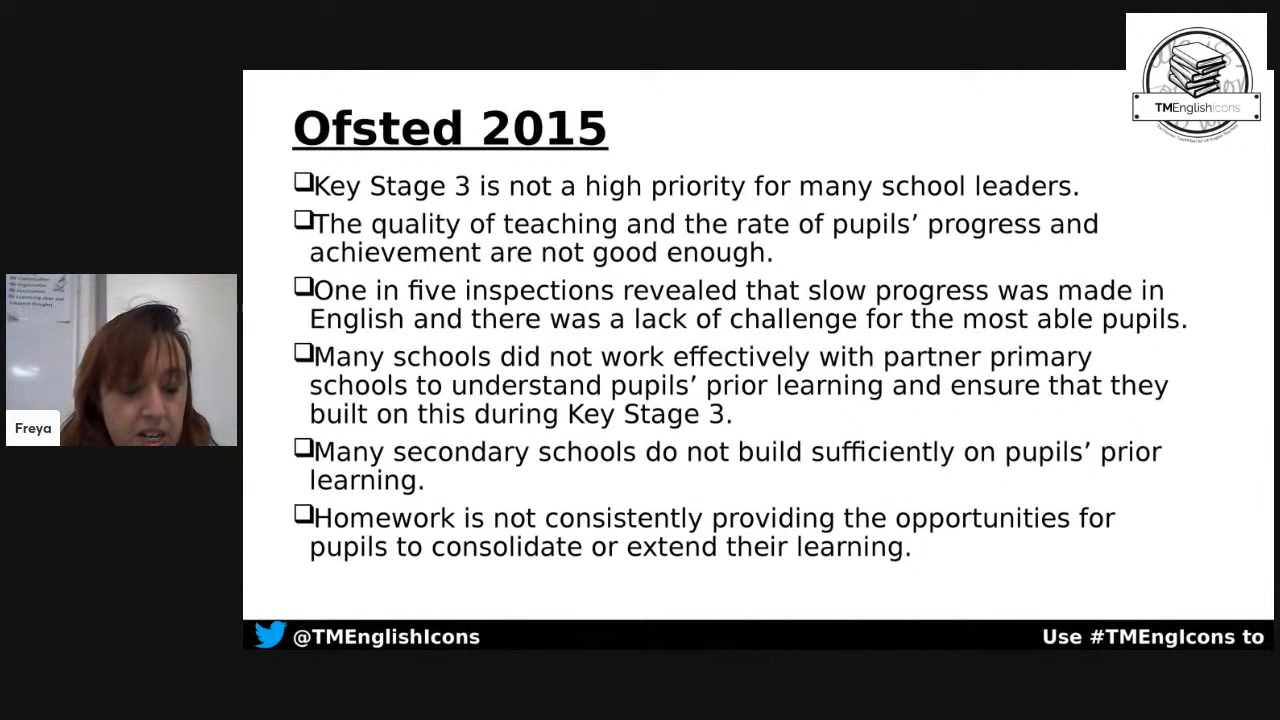 TMEnglishIcons
Ofsted 2015
Key Stage 3 is not a high priority for many school leaders.
The quality of teaching and the rate of pupils’ progress and
achievement are not good enough.
One in five inspections revealed that slow progress was made in
English and there was a lack of challenge for the most able pupils.
Many schools did not work effectively with partner primary
schools to understand pupils’ prior learning and ensure that they
built on this during Key Stage 3.
Many secondary schools do not build sufficiently on pupils’ prior
learning.
Homework is not consistently providing the opportunities for
pupils to consolidate or extend their learning.
Freya
@TMEnglishIcons
Use #TMEngIcons to